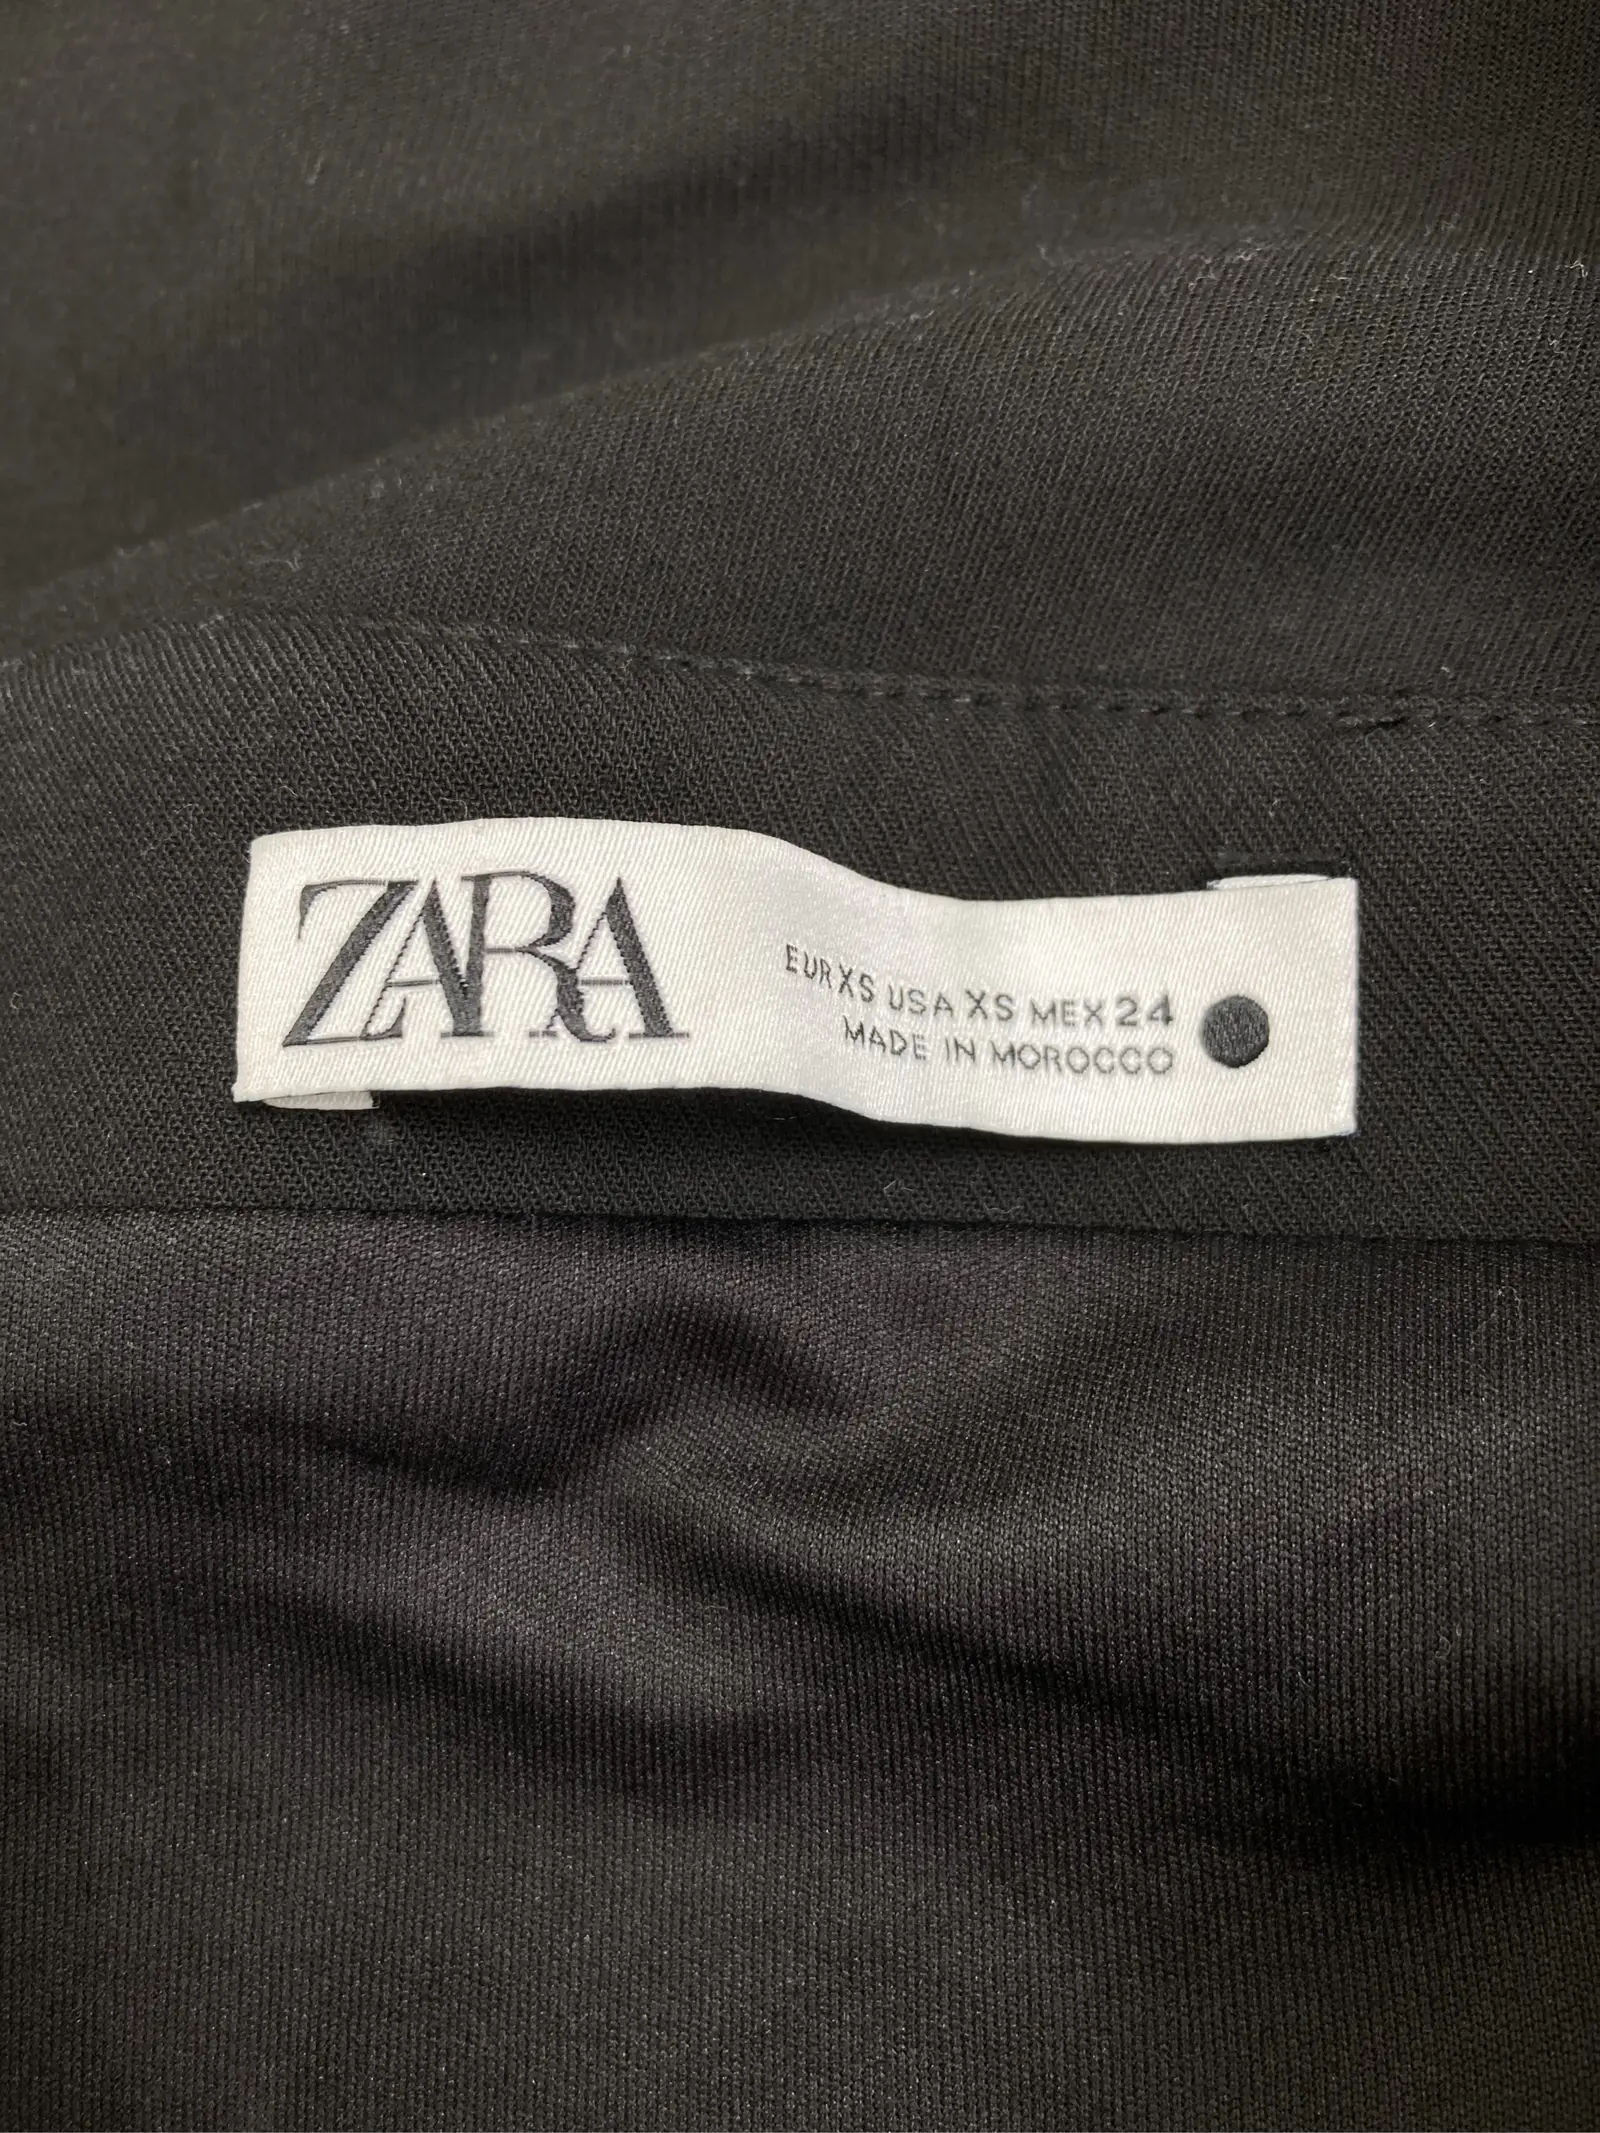 ZARA
EUR XS USA XS MEX 24
MADE IN MOROCCO